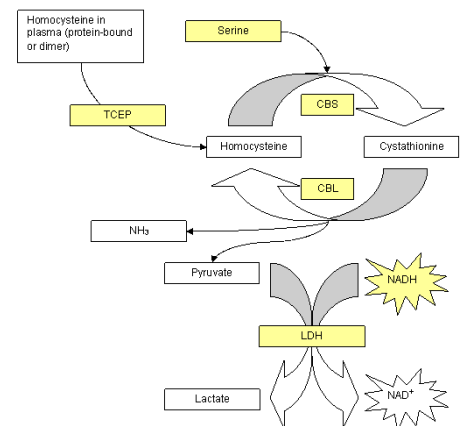 Homocysteine in
plasma (protein-bound
or dimer)
Serine
TCEP
CBS
Homocysteine
Cystathionine
CBL
NH₃
Pyruvate
NADH
LDH
Lactate
NAD⁺